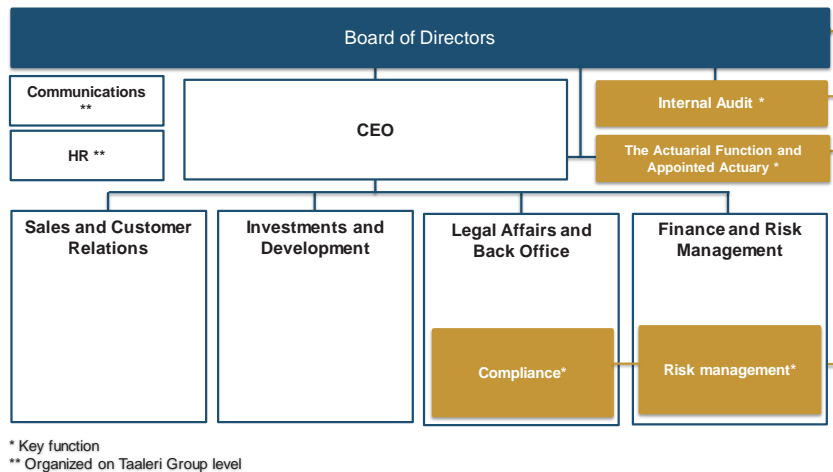 Board of Directors
Communications
**
HR **
CEO
Internal Audit *
The Actuarial Function and
Appointed Actuary *
Sales and Customer
Relations
Investments and
Development
Legal Affairs and
Back Office
Finance and Risk
Management
Compliance*
Risk management*
* Key function
** Organized on Taaleri Group level